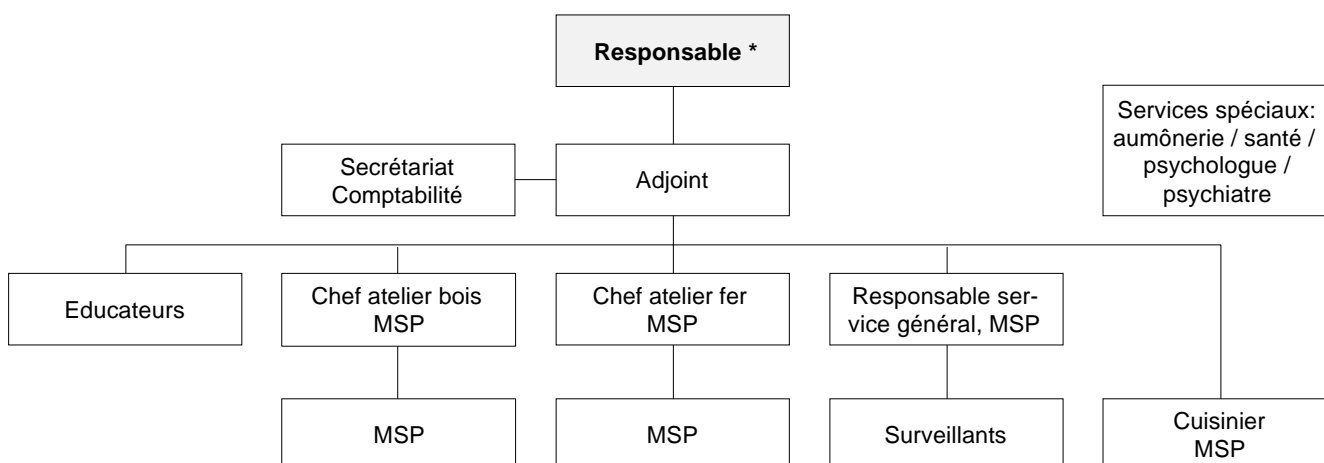 Responsable *
Services spéciaux:
aumônerie / santé /
psychologue /
psychiatre
Secrétariat
Comptabilité
Adjoint
Educateurs
Chef atelier bois
MSP
Chef atelier fer
MSP
Responsable ser-
vice général, MSP
MSP
MSP
Surveillants
Cuisinier
MSP